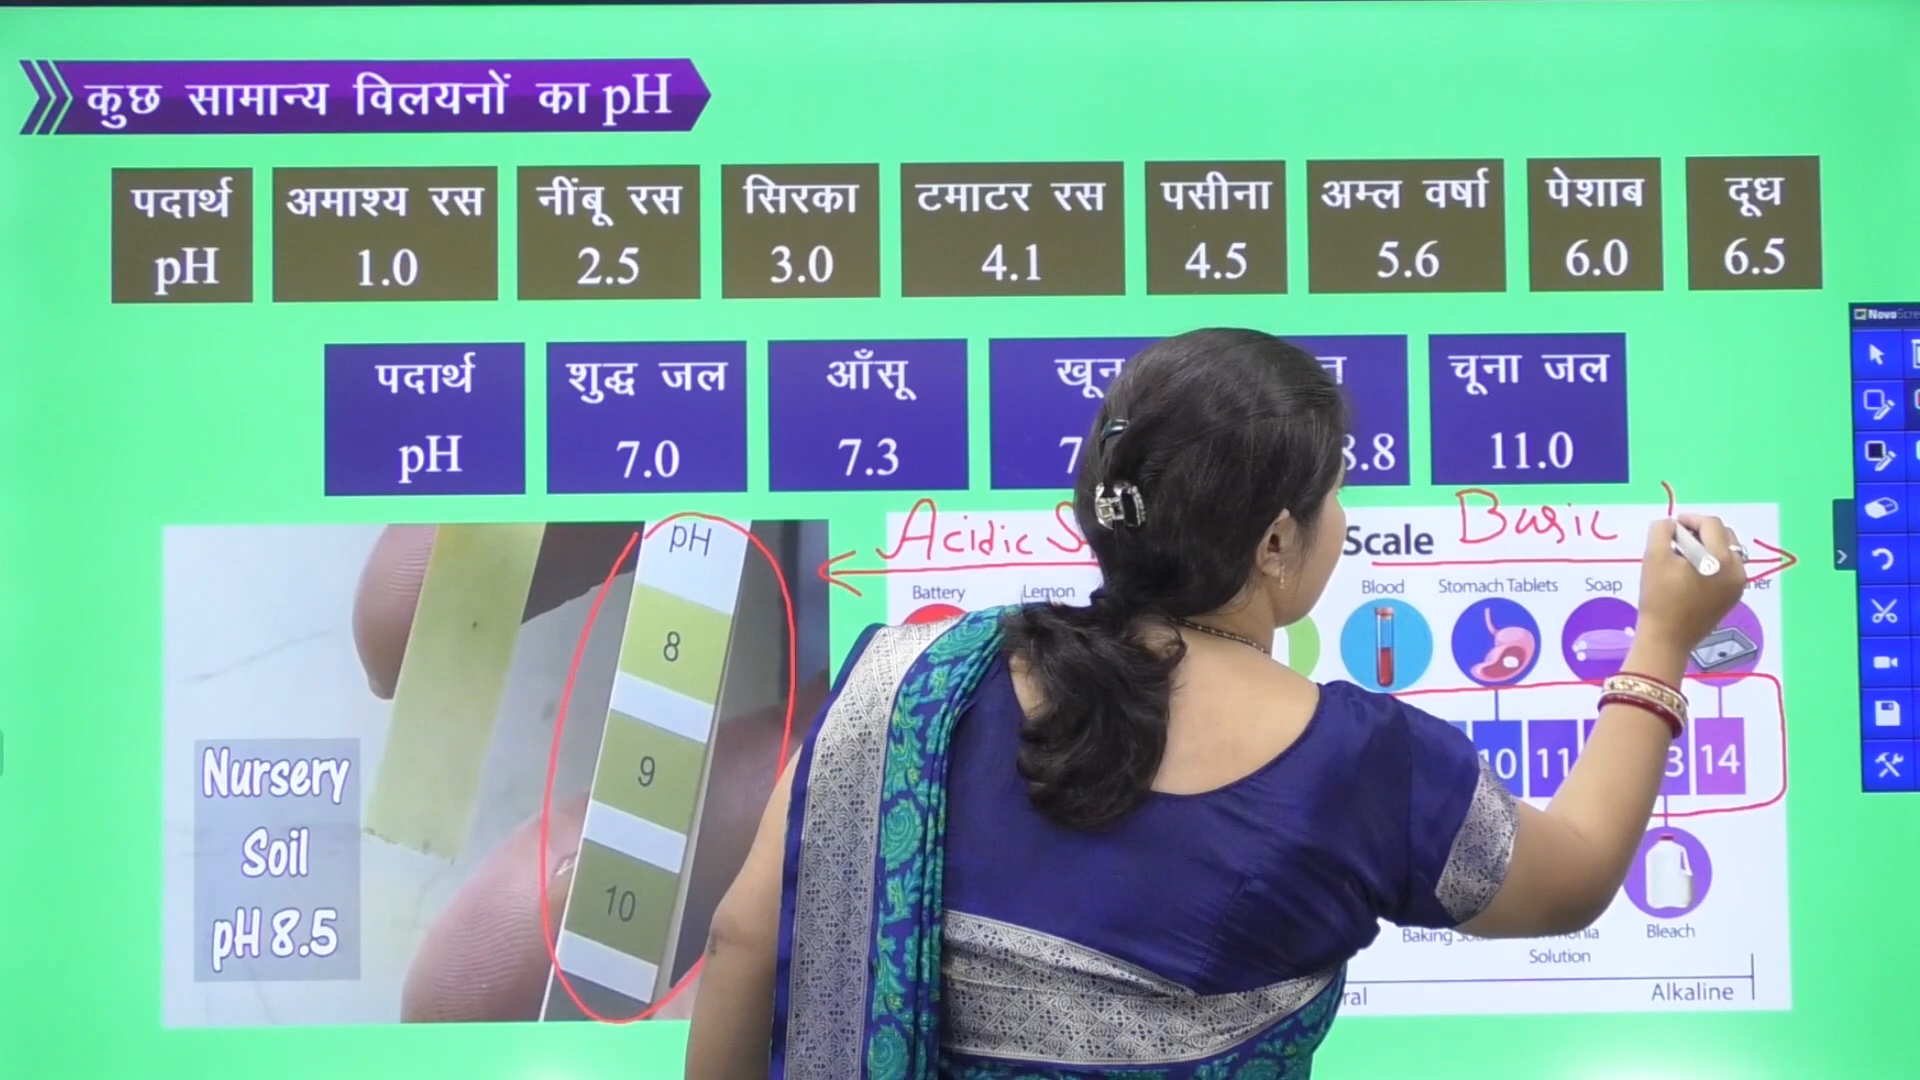 कुछ सामान्य विलयनों का pH
पदार्थ अमाश्य रस नींबू रस सिरका टमाटर रस पसीना अम्ल वर्षा पेशाब दूध
pH 1.0 2.5 3.0 4.1 4.5 5.6 6.0 6.5
पदार्थ शुद्ध जल आँसू खून चूना जल
pH 7.0 7.3 8.8 11.0
Acidic Scale Basic
Battery Lemon Blood Stomach Tablets Soap
pH
8
9
10
Nursery
Soil
pH 8.5
10 11 14
Baking Bleach
Solution
Alkaline